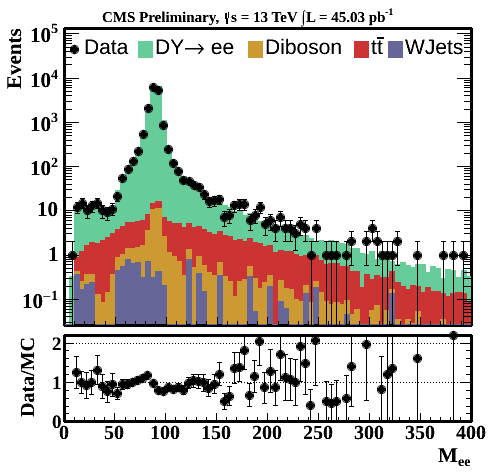 CMS Preliminary, √s = 13 TeV ∫L = 45.03 pb⁻¹
Events
10⁵
Data DY→ ee Diboson tt̄ WJets
10⁴
10³
10²
10
1
10⁻¹
Data/MC
2
1
0
0 50 100 150 200 250 300 350 400
Mₑₑ